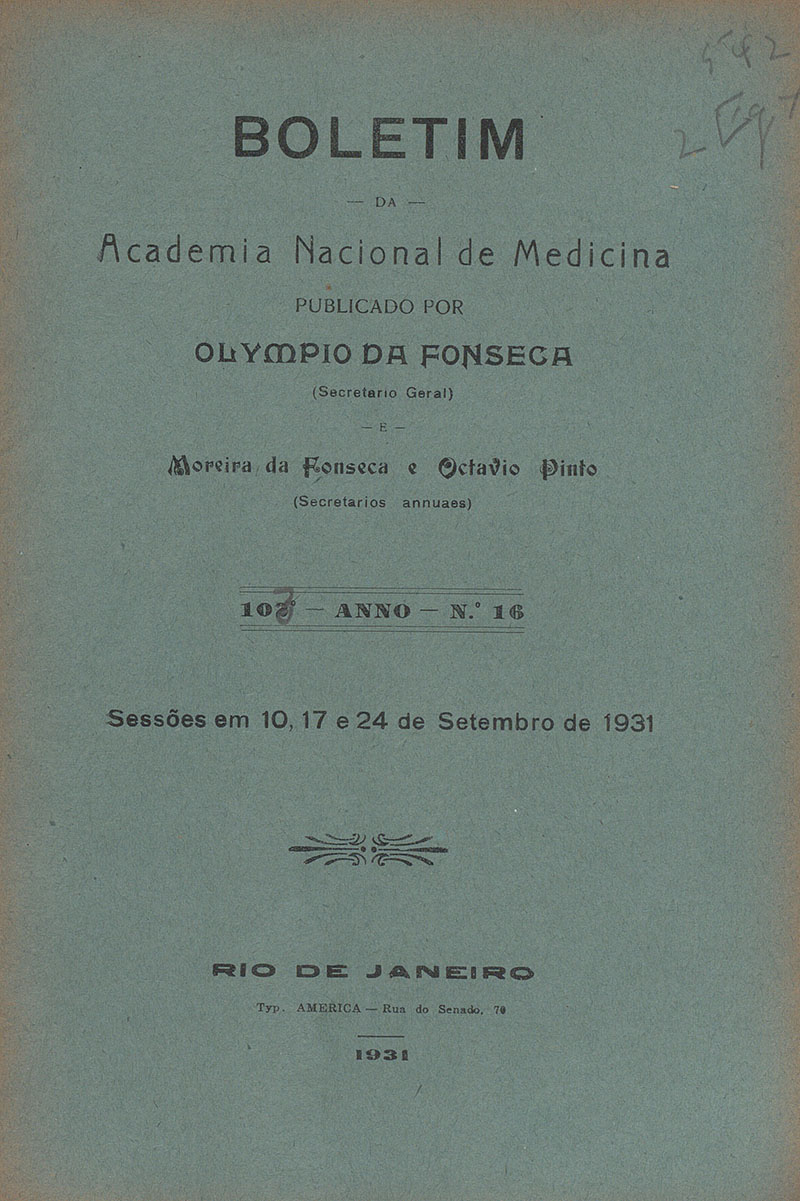 BOLETIM
— DA —
Academia Nacional de Medicina
PUBLICADO POR
OLYMPIO DA FONSECA
(Secretario Geral)
— E —
Moreira da Fonseca e Octavio Pinto
(Secretarios annuaes)
— ANNO — N.º 16
Sessões em 10, 17 e 24 de Setembro de 1931
RIO DE JANEIRO
Typ. AMERICA — Rua do Senado,
1931